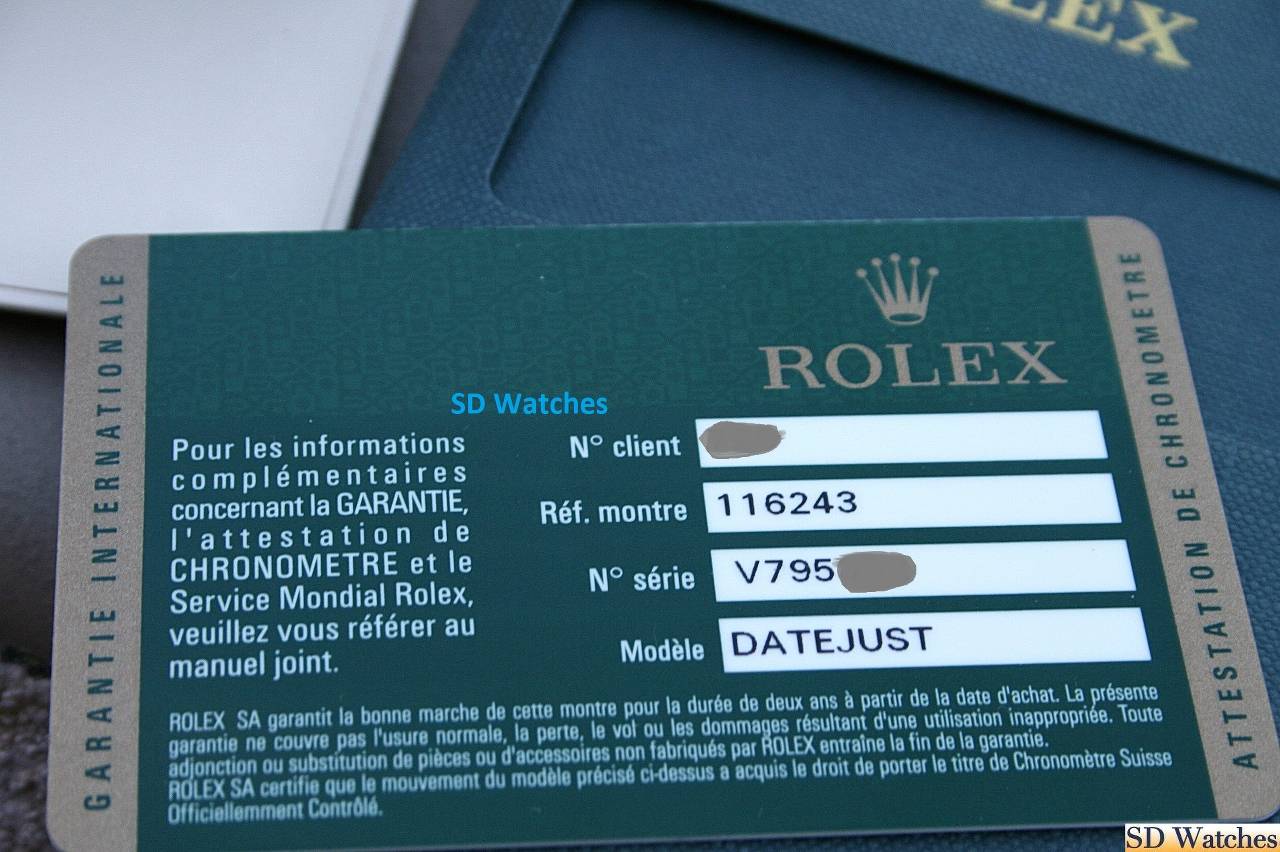 LEX
GARANTIE INTERNATIONALE
ATTESTATION DE CHRONOMETRE
ROLEX
SD Watches
Pour les informations
complémentaires
concernant la GARANTIE,
l'attestation de
CHRONOMETRE et le
Service Mondial Rolex,
veuillez vous référer au
manuel joint.
N° client
Réf. montre 116243
N° série V795
Modèle DATEJUST
ROLEX SA garantit la bonne marche de cette montre pour la durée de deux ans à partir de la date d'achat. La présente
garantie ne couvre pas l'usure normale, la perte, le vol ou les dommages résultant d'une utilisation inappropriée. Toute
adjonction ou substitution de pièces ou d'accessoires non fabriqués par ROLEX entraîne la fin de la garantie.
ROLEX SA certifie que le mouvement du modèle précisé ci-dessus a acquis le droit de porter le titre de Chronomètre Suisse
Officiellemment Contrôlé.
SD Watches